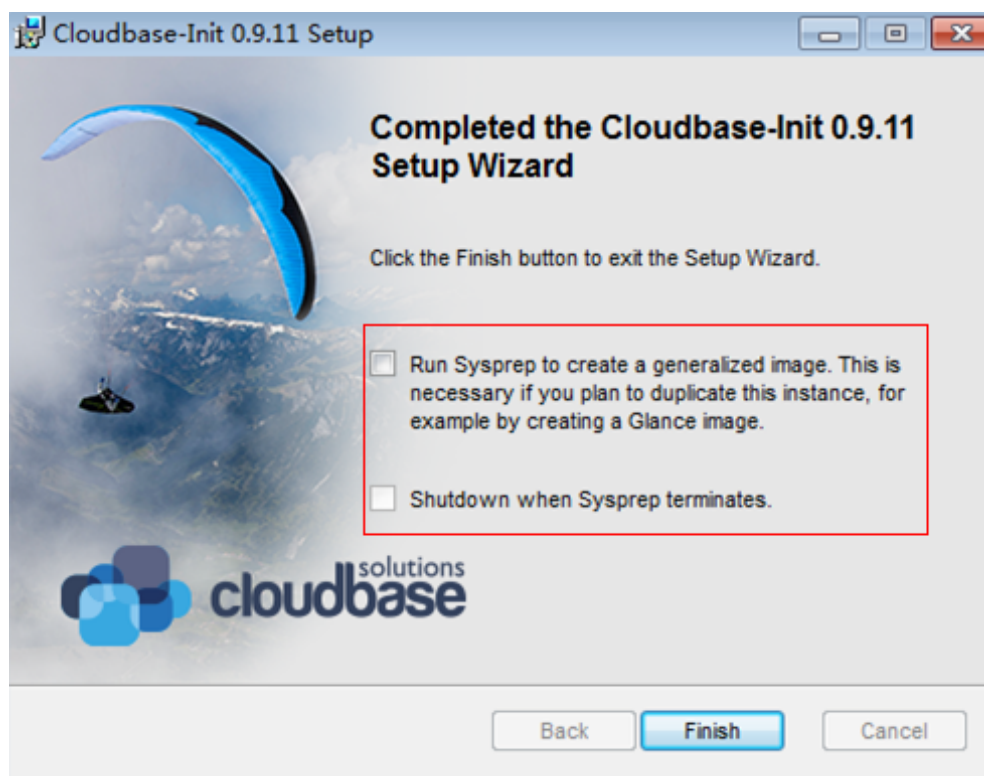 Cloudbase-Init 0.9.11 Setup
Completed the Cloudbase-Init 0.9.11
Setup Wizard
Click the Finish button to exit the Setup Wizard.
Run Sysprep to create a generalized image. This is
necessary if you plan to duplicate this instance, for
example by creating a Glance image.
Shutdown when Sysprep terminates.
solutions
cloudbase
Back
Finish
Cancel